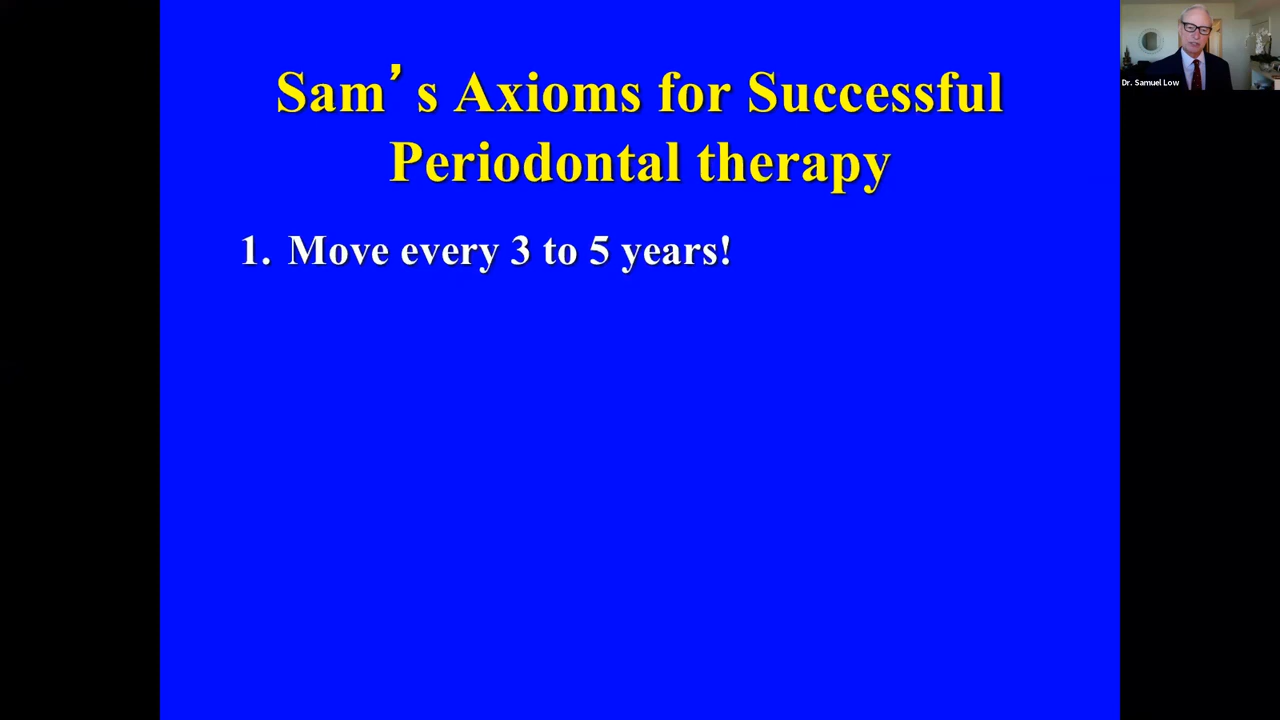 Sam’s Axioms for Successful
Periodontal therapy
1. Move every 3 to 5 years!
Dr. Samuel Low